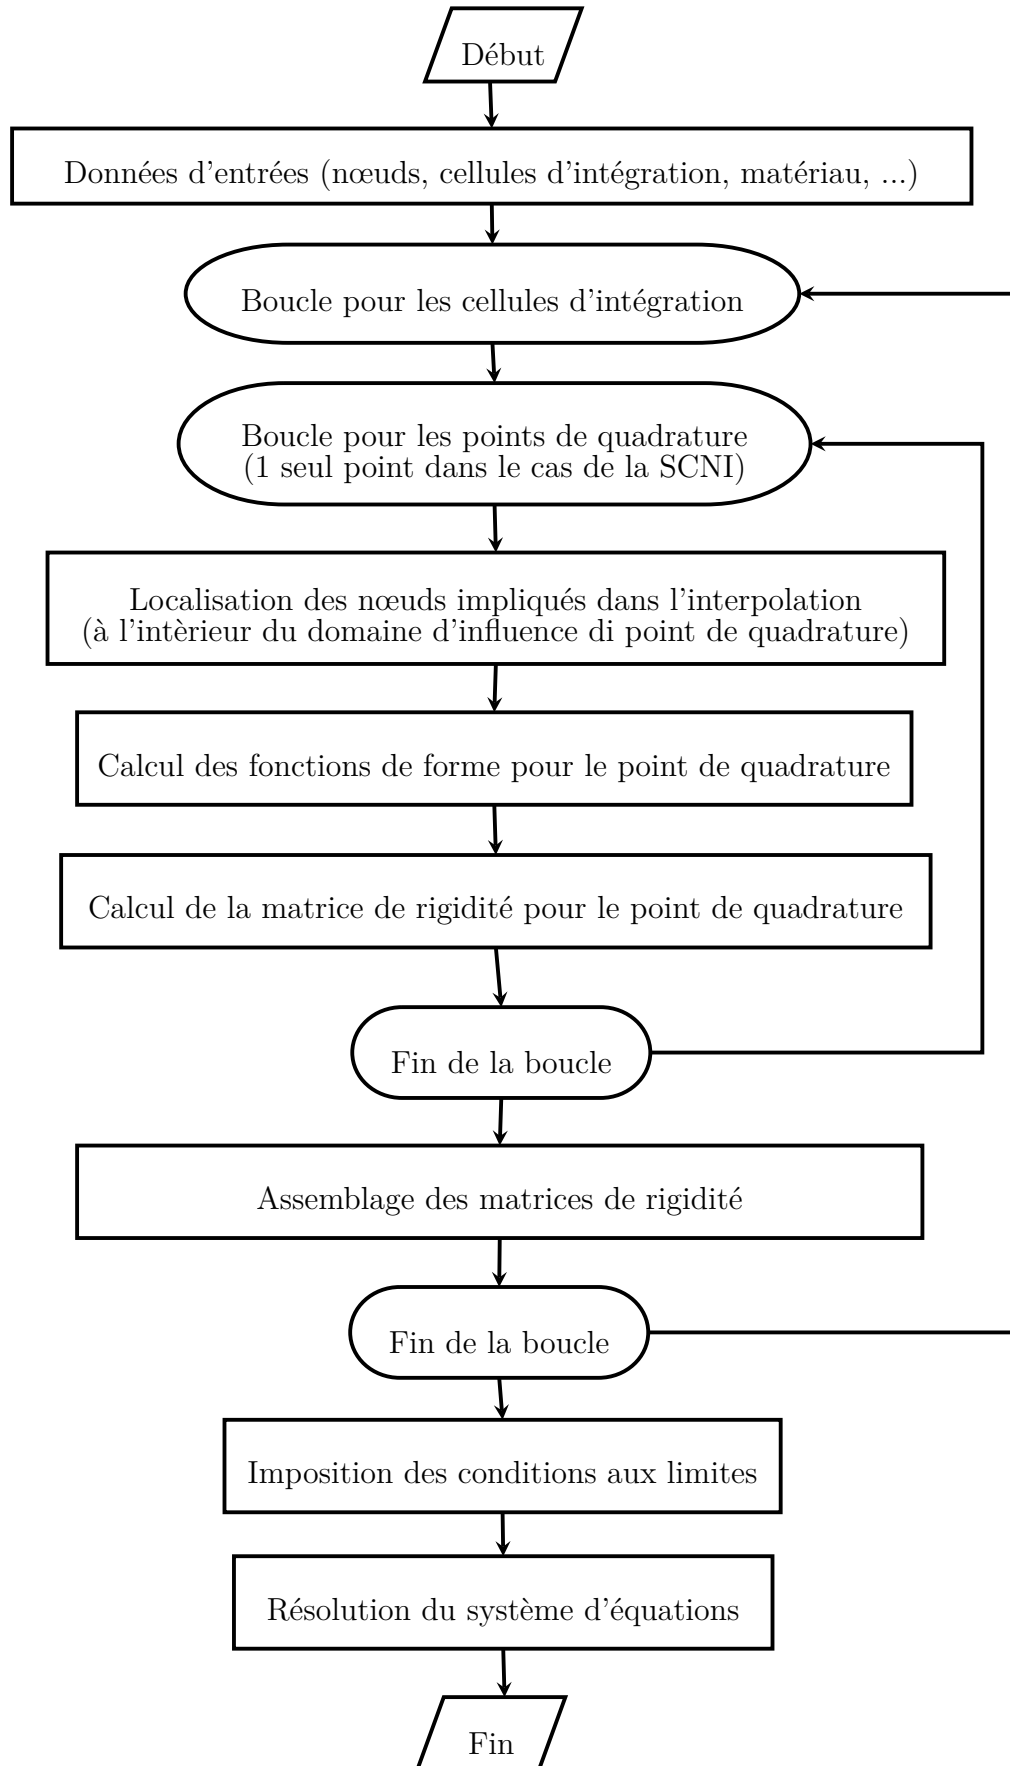 Début
Données d'entrées (nœuds, cellules d'intégration, matériau, ...)
Boucle pour les cellules d'intégration
Boucle pour les points de quadrature
(1 seul point dans le cas de la SCNI)
Localisation des nœuds impliqués dans l'interpolation
(à l'intèrieur du domaine d'influence di point de quadrature)
Calcul des fonctions de forme pour le point de quadrature
Calcul de la matrice de rigidité pour le point de quadrature
Fin de la boucle
Assemblage des matrices de rigidité
Fin de la boucle
Imposition des conditions aux limites
Résolution du système d'équations
Fin